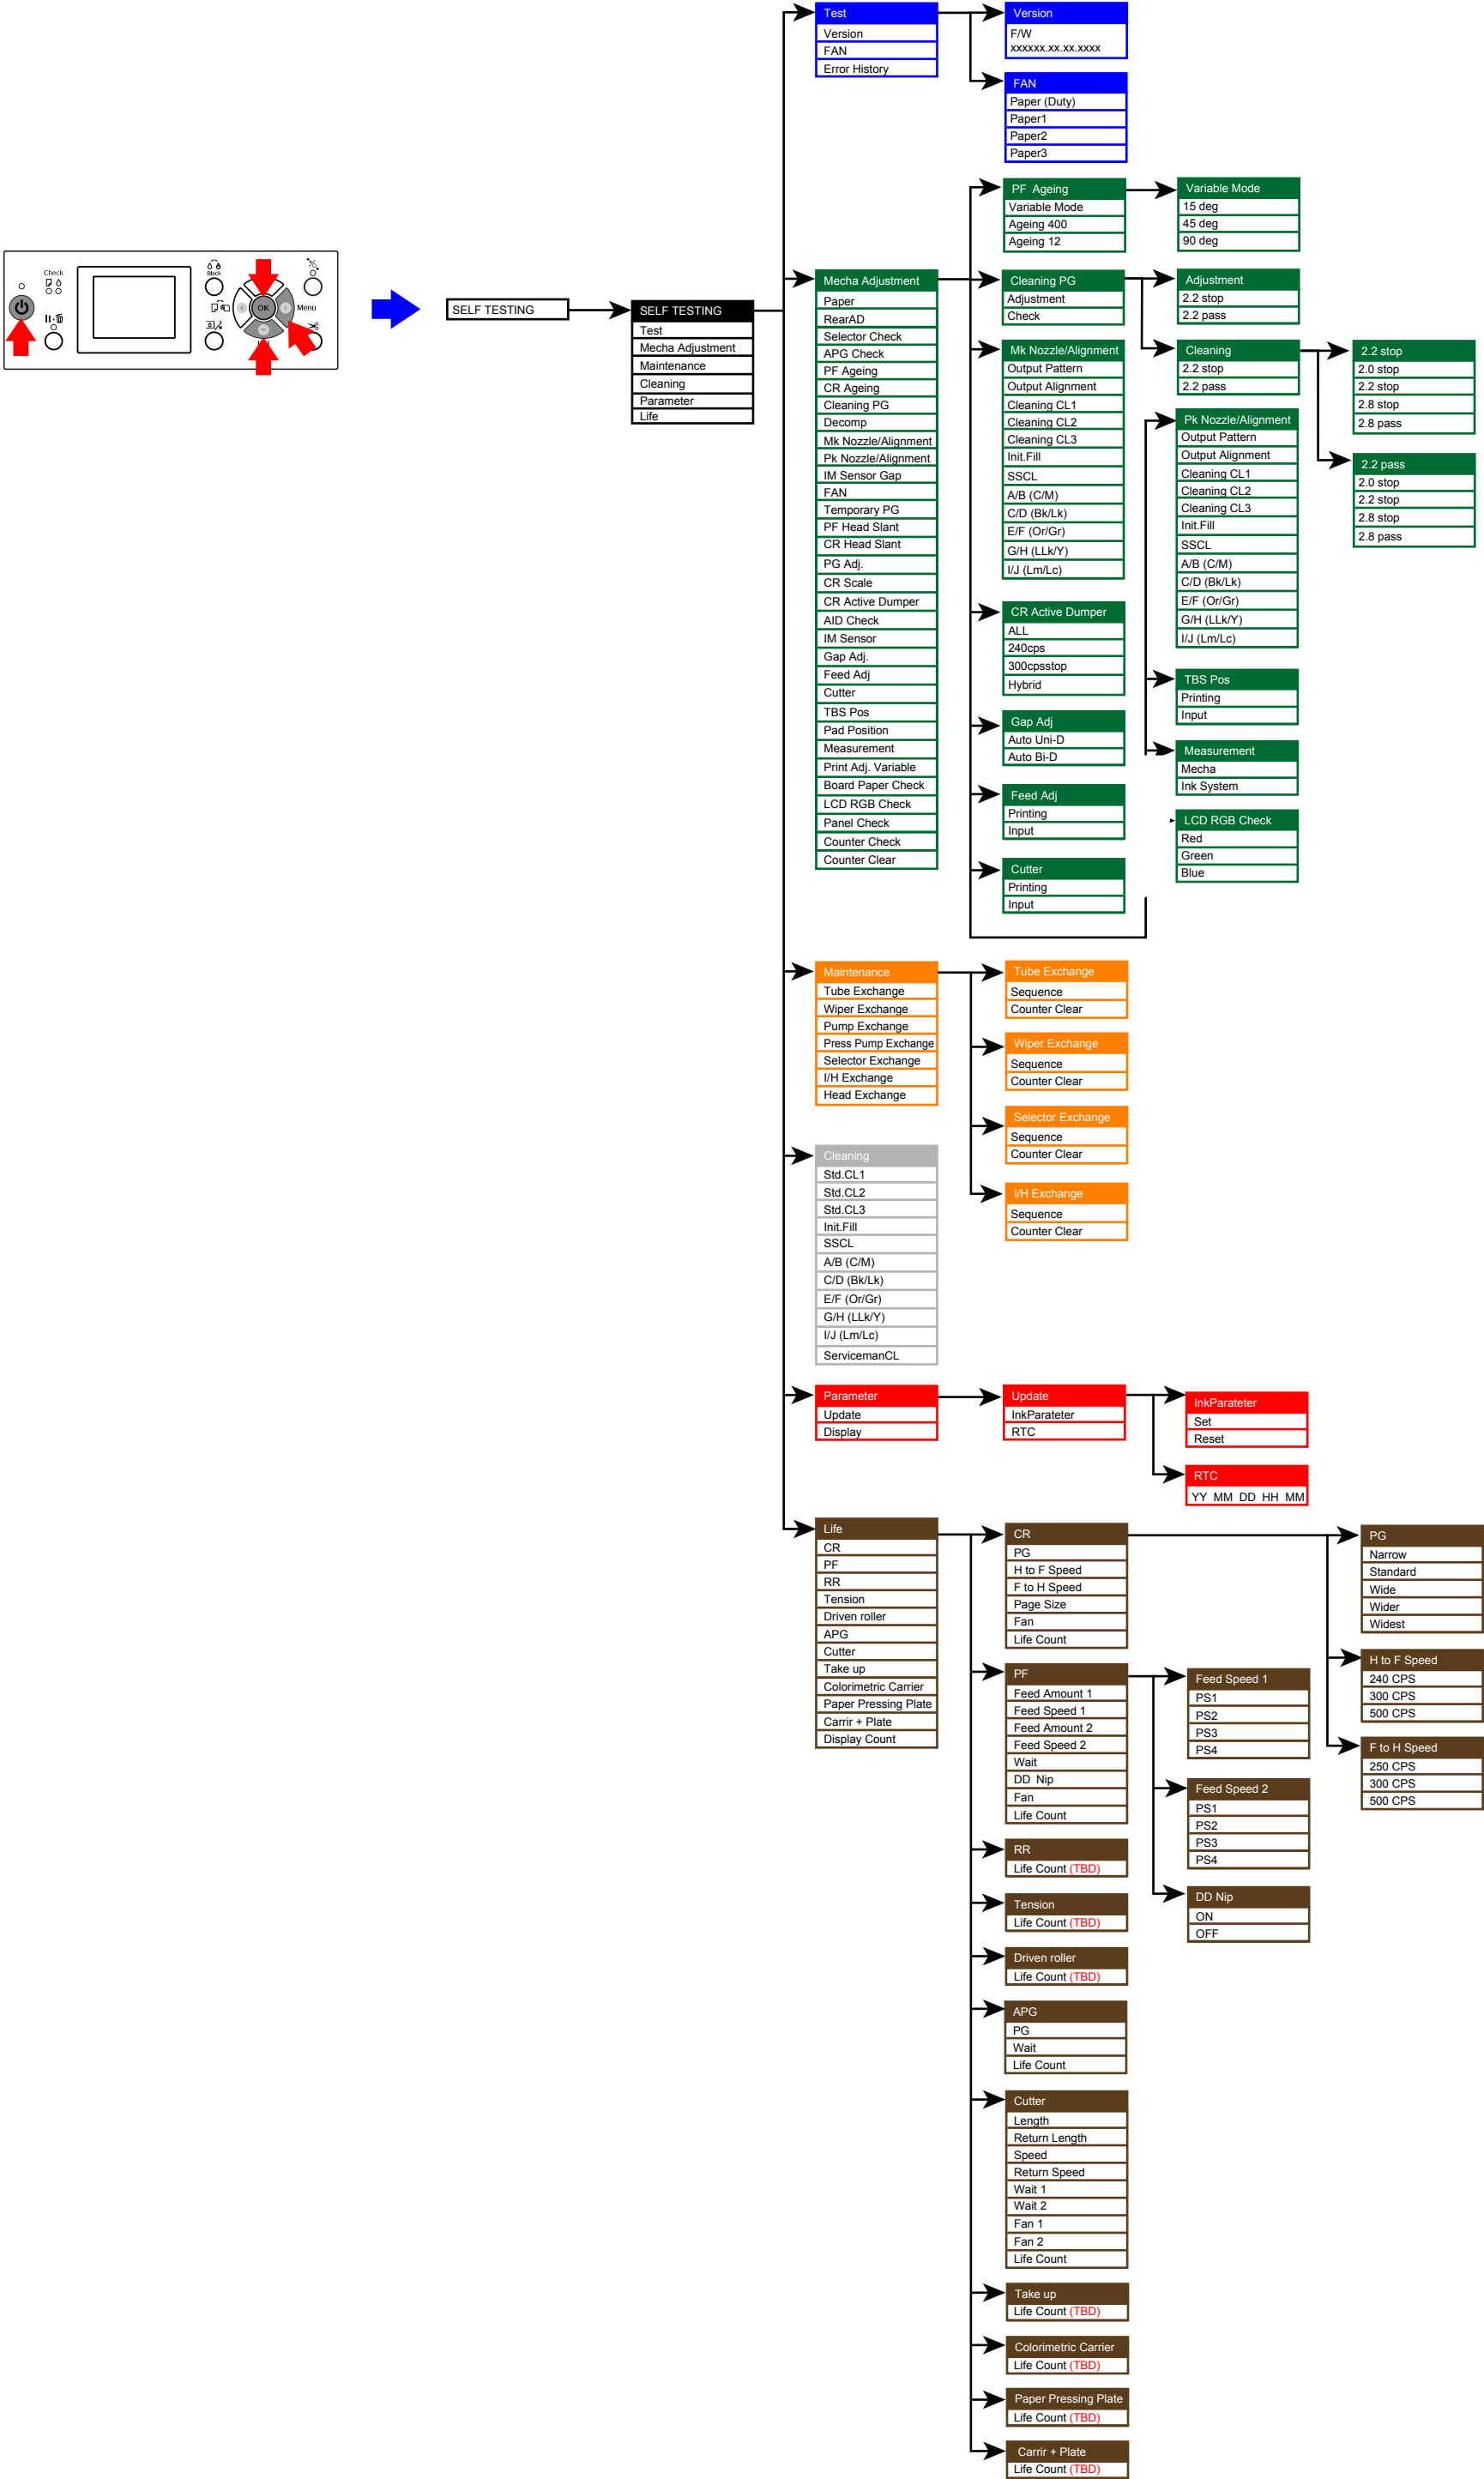 Check
Black
OK
Menu
SELF TESTING
SELF TESTING
Test
Mecha Adjustment
Maintenance
Cleaning
Parameter
Life
Test
Version
FAN
Error History
Version
F/W
xxxxxx.xx.xx.xxxx
FAN
Paper (Duty)
Paper1
Paper2
Paper3
Mecha Adjustment
Paper
RearAD
Selector Check
APG Check
PF Ageing
CR Ageing
Cleaning PG
Decomp
Mk Nozzle/Alignment
Pk Nozzle/Alignment
IM Sensor Gap
FAN
Temporary PG
PF Head Slant
CR Head Slant
PG Adj.
CR Scale
CR Active Dumper
AID Check
IM Sensor
Gap Adj.
Feed Adj
Cutter
TBS Pos
Pad Position
Measurement
Print Adj. Variable
Board Paper Check
LCD RGB Check
Panel Check
Counter Check
Counter Clear
PF Ageing
Variable Mode
Ageing 400
Ageing 12
Variable Mode
15 deg
45 deg
90 deg
Cleaning PG
Adjustment
Check
Adjustment
2.2 stop
2.2 pass
Cleaning
2.2 stop
2.2 pass
2.2 stop
2.0 stop
2.2 stop
2.8 stop
2.8 pass
2.2 pass
2.0 stop
2.2 stop
2.8 stop
2.8 pass
Mk Nozzle/Alignment
Output Pattern
Output Alignment
Cleaning CL1
Cleaning CL2
Cleaning CL3
Init.Fill
SSCL
A/B (C/M)
C/D (Bk/Lk)
E/F (Or/Gr)
G/H (LLk/Y)
I/J (Lm/Lc)
Pk Nozzle/Alignment
Output Pattern
Output Alignment
Cleaning CL1
Cleaning CL2
Cleaning CL3
Init.Fill
SSCL
A/B (C/M)
C/D (Bk/Lk)
E/F (Or/Gr)
G/H (LLk/Y)
I/J (Lm/Lc)
CR Active Dumper
ALL
240cps
300cpsstop
Hybrid
TBS Pos
Printing
Input
Gap Adj
Auto Uni-D
Auto Bi-D
Measurement
Mecha
Ink System
Feed Adj
Printing
Input
LCD RGB Check
Red
Green
Blue
Cutter
Printing
Input
Maintenance
Tube Exchange
Wiper Exchange
Pump Exchange
Press Pump Exchange
Selector Exchange
I/H Exchange
Head Exchange
Tube Exchange
Sequence
Counter Clear
Wiper Exchange
Sequence
Counter Clear
Selector Exchange
Sequence
Counter Clear
I/H Exchange
Sequence
Counter Clear
Cleaning
Std.CL1
Std.CL2
Std.CL3
Init.Fill
SSCL
A/B (C/M)
C/D (Bk/Lk)
E/F (Or/Gr)
G/H (LLk/Y)
I/J (Lm/Lc)
ServicemanCL
Parameter
Update
Display
Update
InkParateter
RTC
InkParateter
Set
Reset
RTC
YY MM DD HH MM
Life
CR
PF
RR
Tension
Driven roller
APG
Cutter
Take up
Colorimetric Carrier
Paper Pressing Plate
Carrir + Plate
Display Count
CR
PG
H to F Speed
F to H Speed
Page Size
Fan
Life Count
PG
Narrow
Standard
Wide
Wider
Widest
H to F Speed
240 CPS
300 CPS
500 CPS
F to H Speed
250 CPS
300 CPS
500 CPS
PF
Feed Amount 1
Feed Speed 1
Feed Amount 2
Feed Speed 2
Wait
DD Nip
Fan
Life Count
Feed Speed 1
PS1
PS2
PS3
PS4
Feed Speed 2
PS1
PS2
PS3
PS4
DD Nip
ON
OFF
RR
Life Count (TBD)
Tension
Life Count (TBD)
Driven roller
Life Count (TBD)
APG
PG
Wait
Life Count
Cutter
Length
Return Length
Speed
Return Speed
Wait 1
Wait 2
Fan 1
Fan 2
Life Count
Take up
Life Count (TBD)
Colorimetric Carrier
Life Count (TBD)
Paper Pressing Plate
Life Count (TBD)
Carrir + Plate
Life Count (TBD)